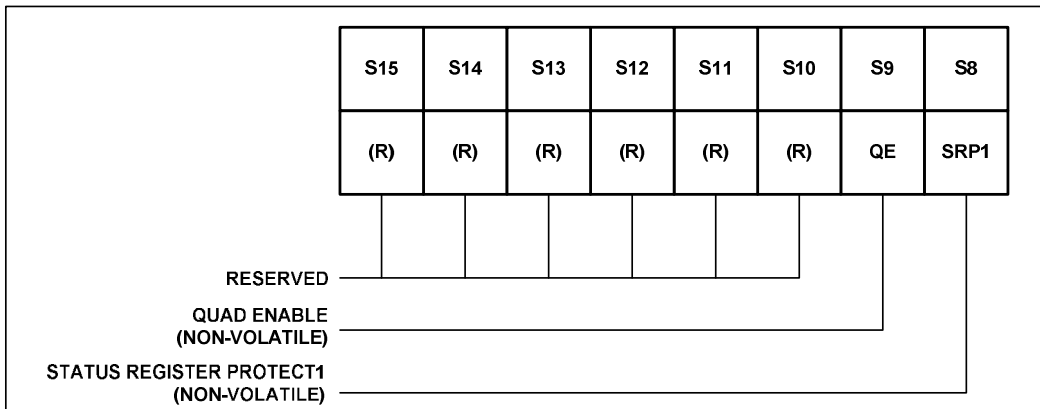 S15 S14 S13 S12 S11 S10 S9 S8
(R) (R) (R) (R) (R) (R) QE SRP1
RESERVED
QUAD ENABLE
(NON-VOLATILE)
STATUS REGISTER PROTECT1
(NON-VOLATILE)